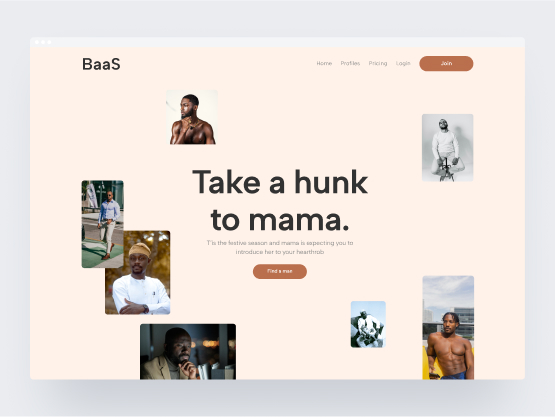 BaaS
Home Profiles Pricing Login Join
Take a hunk
to mama.
T'is the festive season and mama is expecting you to
introduce her to your hearthrob
Find a man